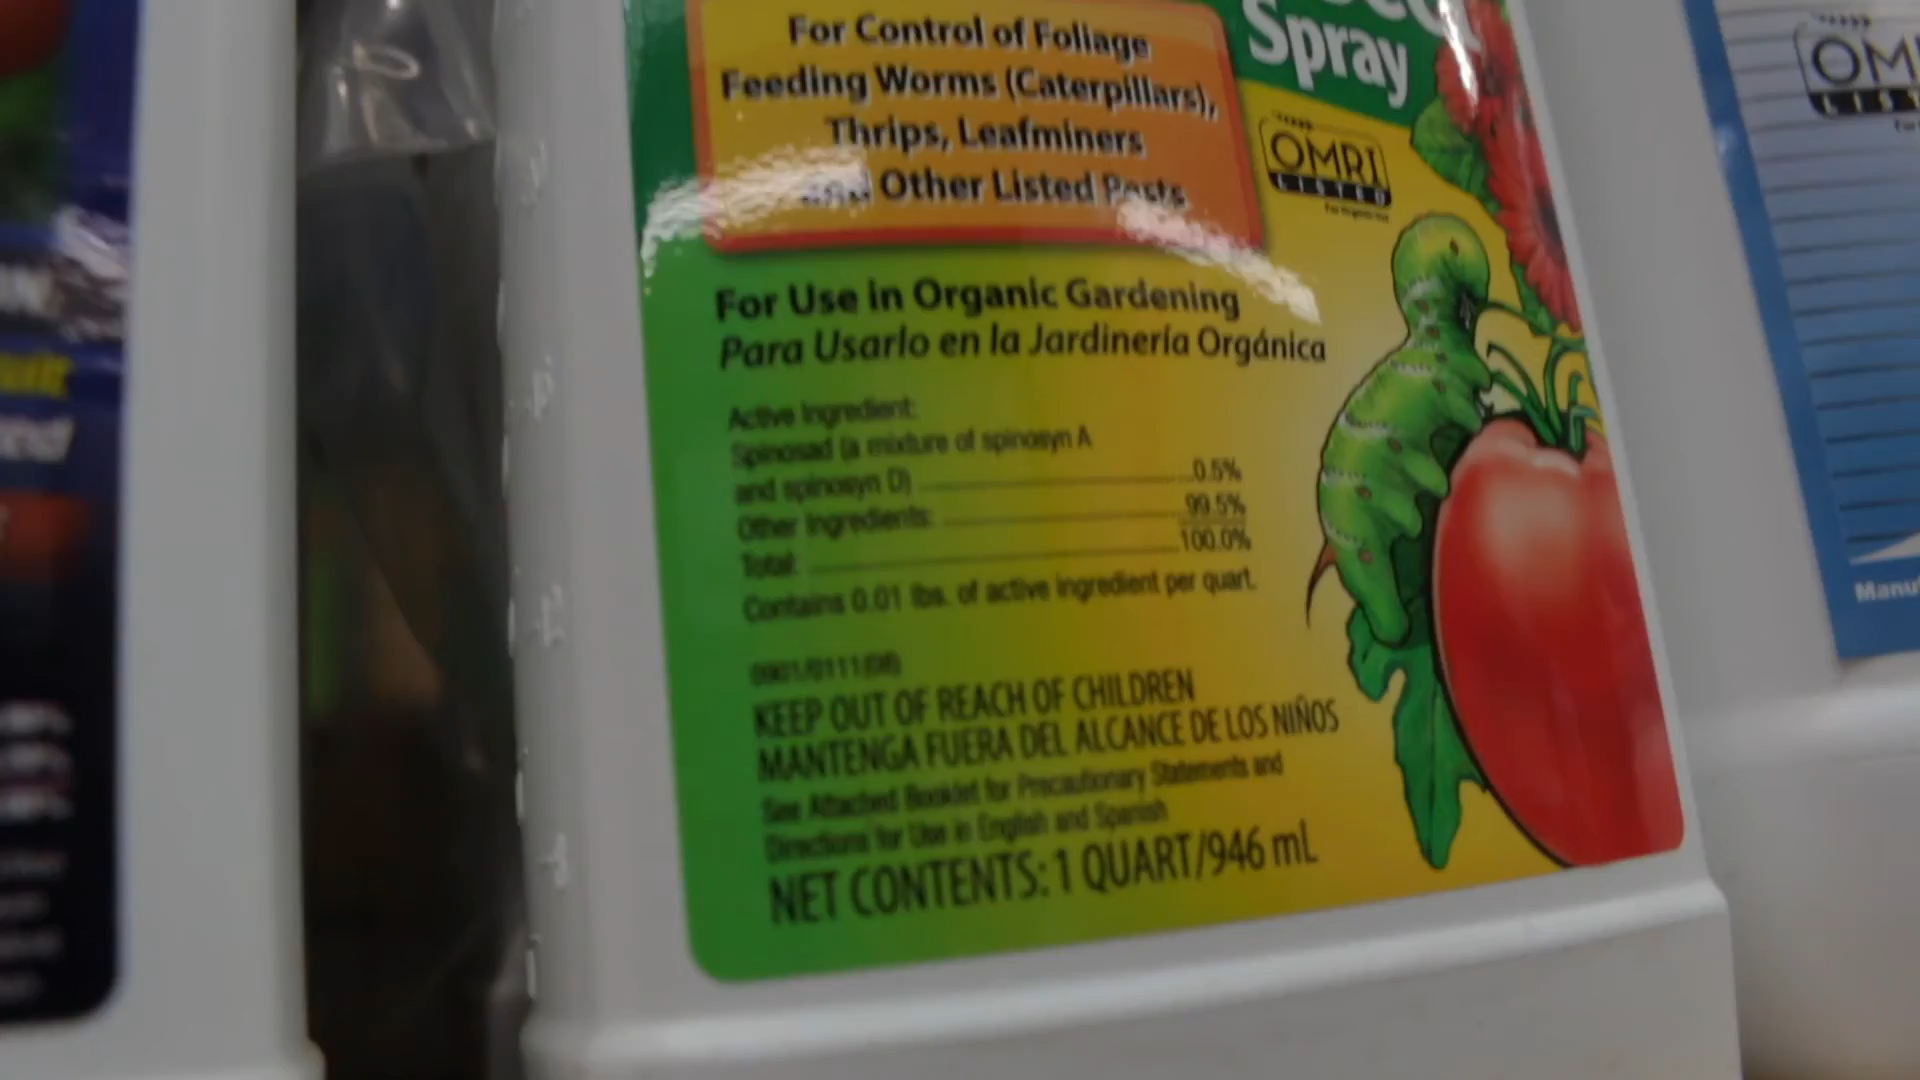 Spray
For Control of Foliage
Feeding Worms (Caterpillars),
Thrips, Leafminers
and Other Listed Pests
OMRI
LISTED
For Use in Organic Gardening
Para Usarlo en la Jardinería Orgánica
Active Ingredient:
Spinosad (a mixture of spinosyn A
and spinosyn D) 0.5%
Other Ingredients: 99.5%
Total: 100.0%
Contains 0.01 lbs. of active ingredient per quart.
KEEP OUT OF REACH OF CHILDREN
MANTENGA FUERA DEL ALCANCE DE LOS NIÑOS
See Attached Booklet for Precautionary Statements and
Directions for Use in English and Spanish
NET CONTENTS: 1 QUART/946 mL